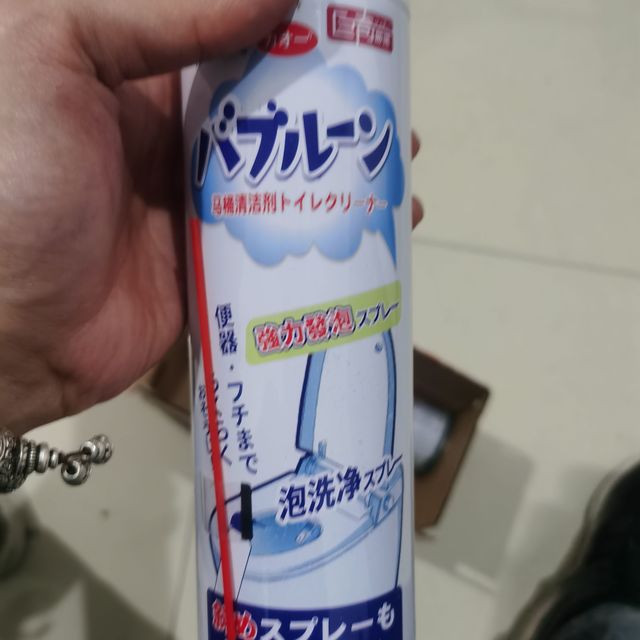 バブルーン
马桶清洁剤トイレクリーナー
強力發泡スプレー
便器・フチまで
泡洗浄スプレー
スプレーも